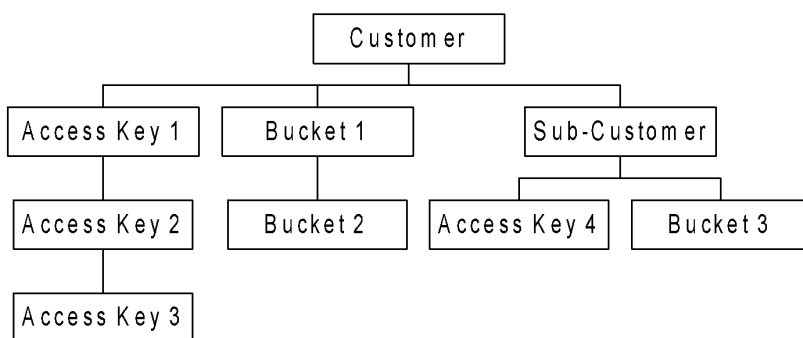 Customer
Access Key 1
Bucket 1
Sub-Customer
Access Key 2
Bucket 2
Access Key 4
Bucket 3
Access Key 3